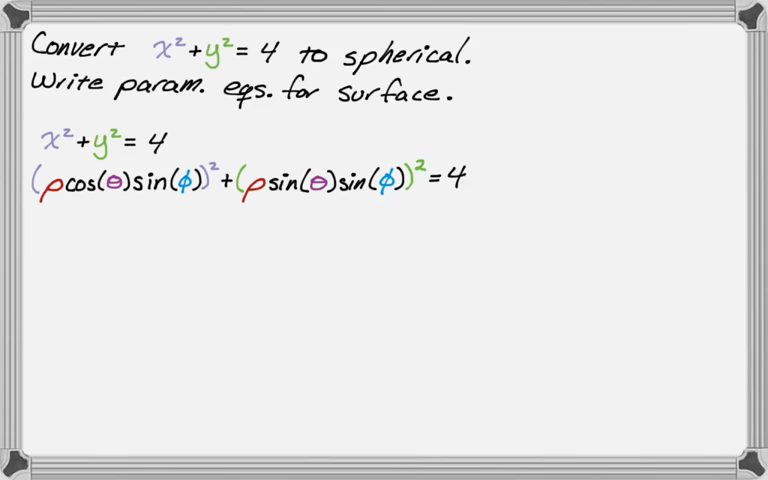 Convert x² + y² = 4 to spherical.
Write param. eqs. for surface.
x² + y² = 4
(ρcos(θ)sin(ϕ))² + (ρsin(θ)sin(ϕ))² = 4